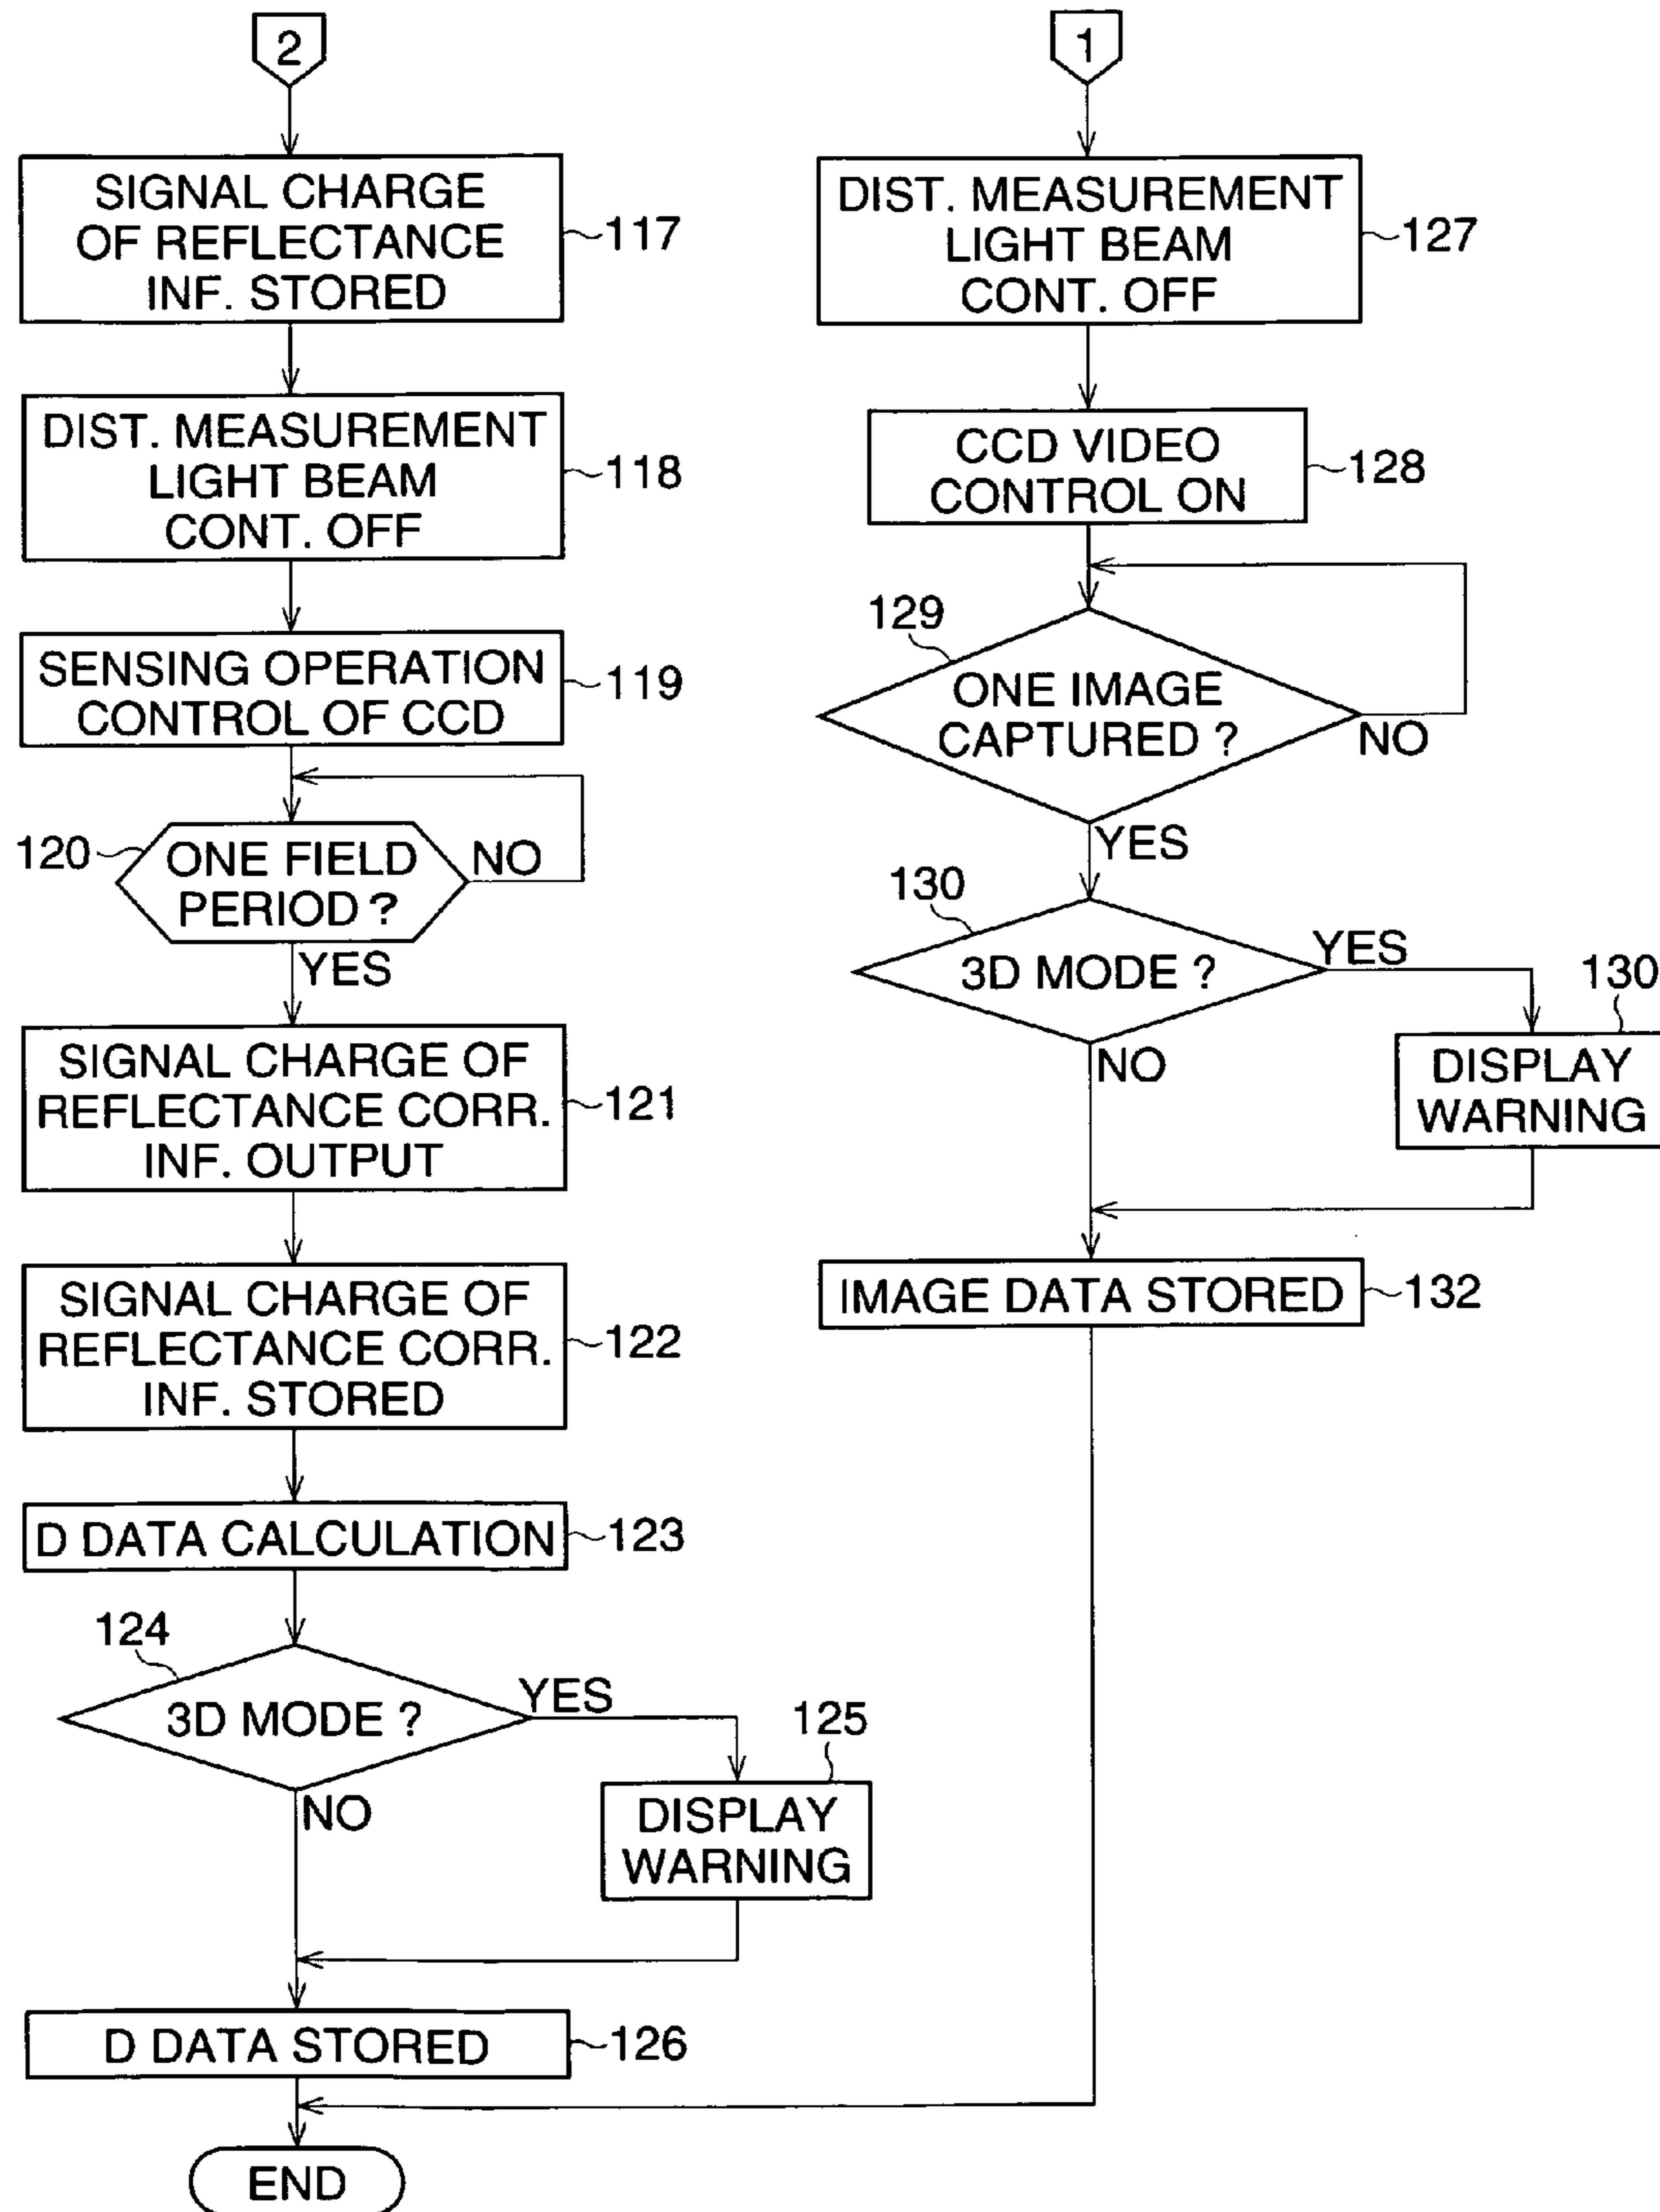 2
SIGNAL CHARGE
OF REFLECTANCE
INF. STORED
117
DIST. MEASUREMENT
LIGHT BEAM
CONT. OFF
118
SENSING OPERATION
CONTROL OF CCD
119
120
ONE FIELD
PERIOD ?
NO
YES
SIGNAL CHARGE OF
REFLECTANCE CORR.
INF. OUTPUT
121
SIGNAL CHARGE OF
REFLECTANCE CORR.
INF. STORED
122
D DATA CALCULATION
123
124
3D MODE ?
YES
NO
125
DISPLAY
WARNING
D DATA STORED
126
END
1
DIST. MEASUREMENT
LIGHT BEAM
CONT. OFF
127
CCD VIDEO
CONTROL ON
128
129
ONE IMAGE
CAPTURED ?
NO
YES
130
3D MODE ?
YES
NO
130
DISPLAY
WARNING
IMAGE DATA STORED
132